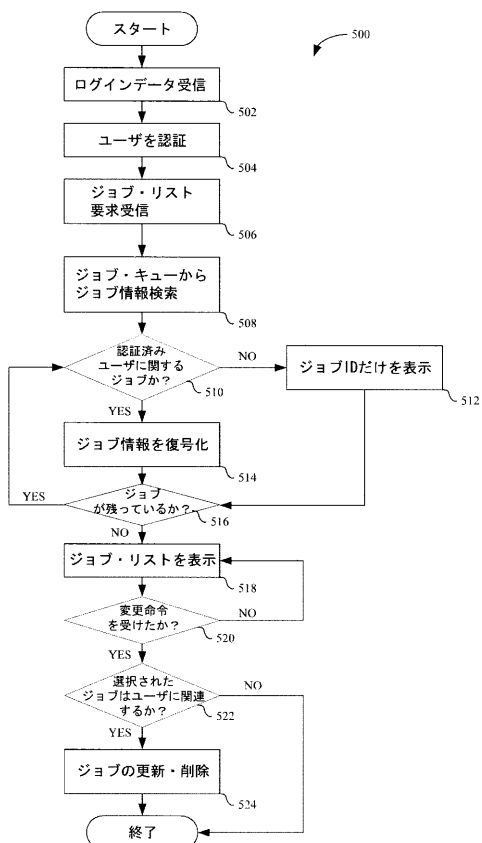 スタート
500
ログインデータ受信
502
ユーザを認証
504
ジョブ・リスト
要求受信
506
ジョブ・キューから
ジョブ情報検索
508
認証済み
ユーザに関する
ジョブか？
510
NO
ジョブIDだけを表示
512
YES
ジョブ情報を復号化
514
YES
ジョブ
が残っているか？
516
NO
ジョブ・リストを表示
518
変更命令
を受けたか？
520
NO
YES
選択された
ジョブはユーザに関連
するか？
522
NO
YES
ジョブの更新・削除
524
終了